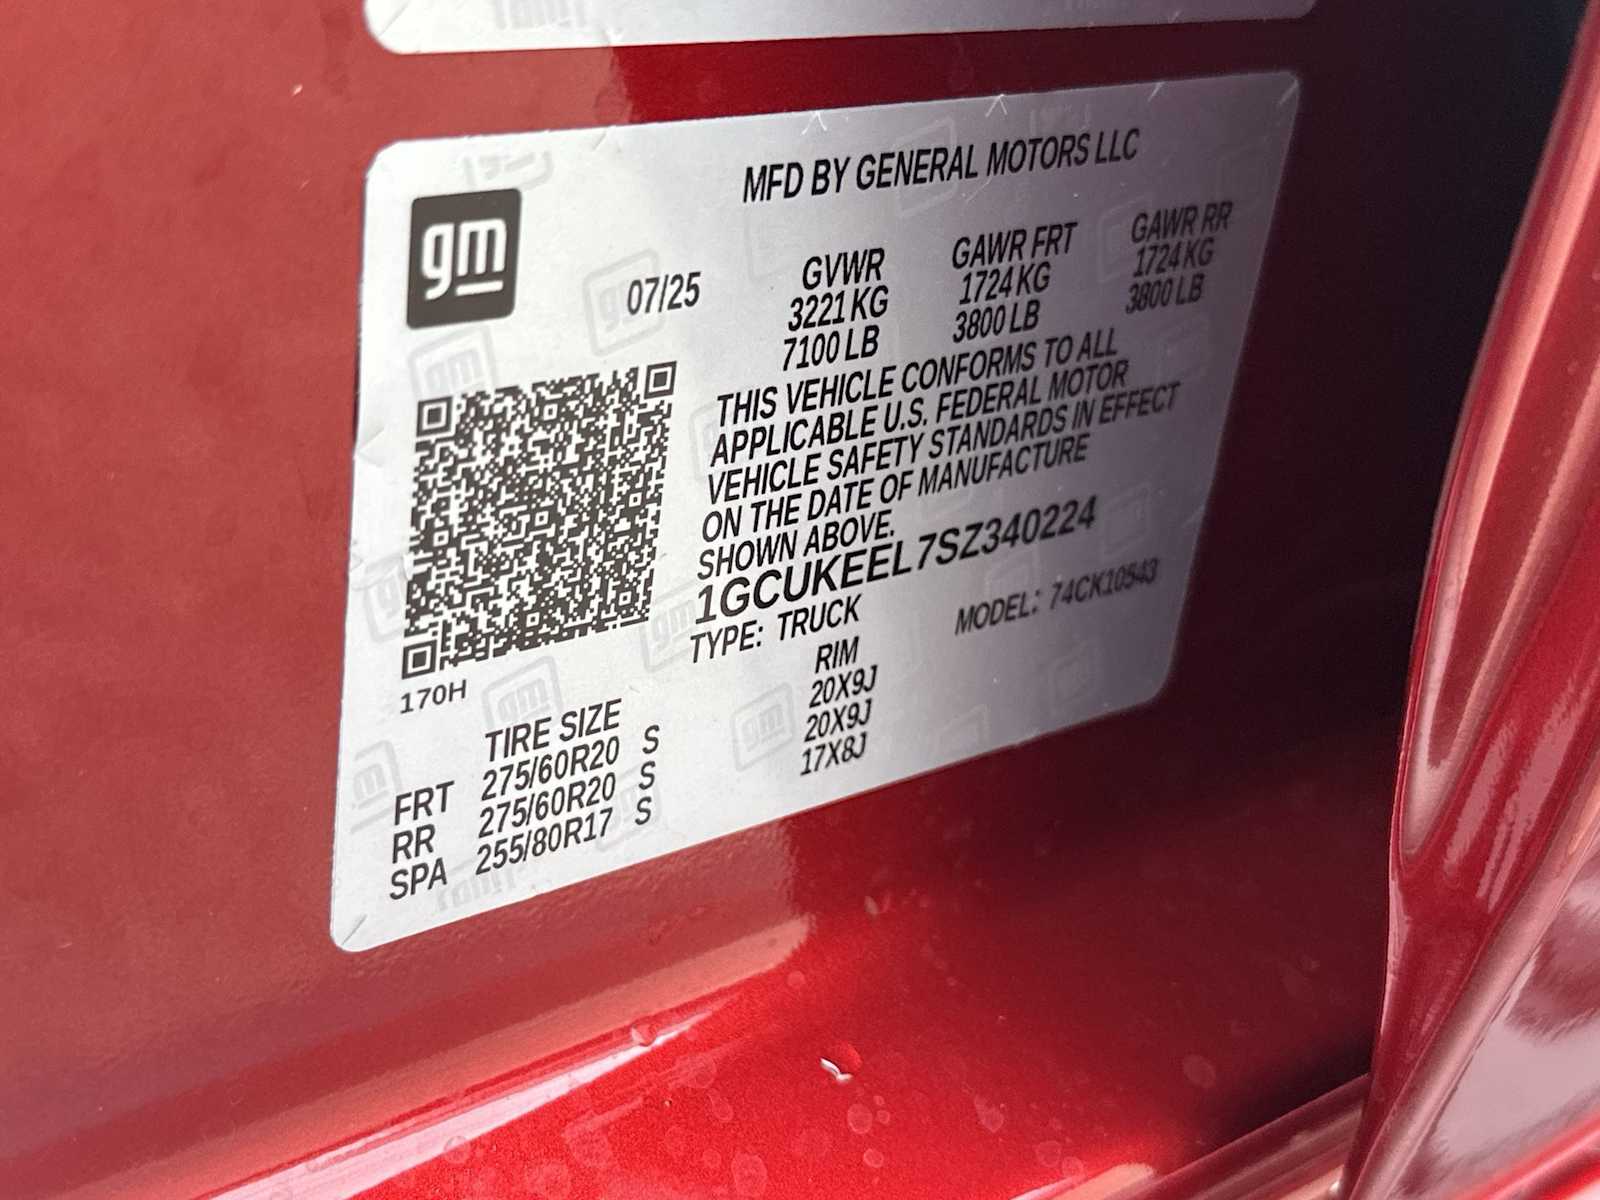 MFD BY GENERAL MOTORS LLC
gm
07/25
GVWR GAWR FRT GAWR RR
3221 KG 1724 KG 1724 KG
7100 LB 3800 LB 3800 LB
THIS VEHICLE CONFORMS TO ALL
APPLICABLE U.S. FEDERAL MOTOR
VEHICLE SAFETY STANDARDS IN EFFECT
ON THE DATE OF MANUFACTURE
SHOWN ABOVE.
1GCUKEEL7SZ340224
TYPE: TRUCK MODEL: 74CK10543
170H
TIRE SIZE RIM
FRT 275/60R20 S 20X9J
RR 275/60R20 S 20X9J
SPA 255/80R17 S 17X8J